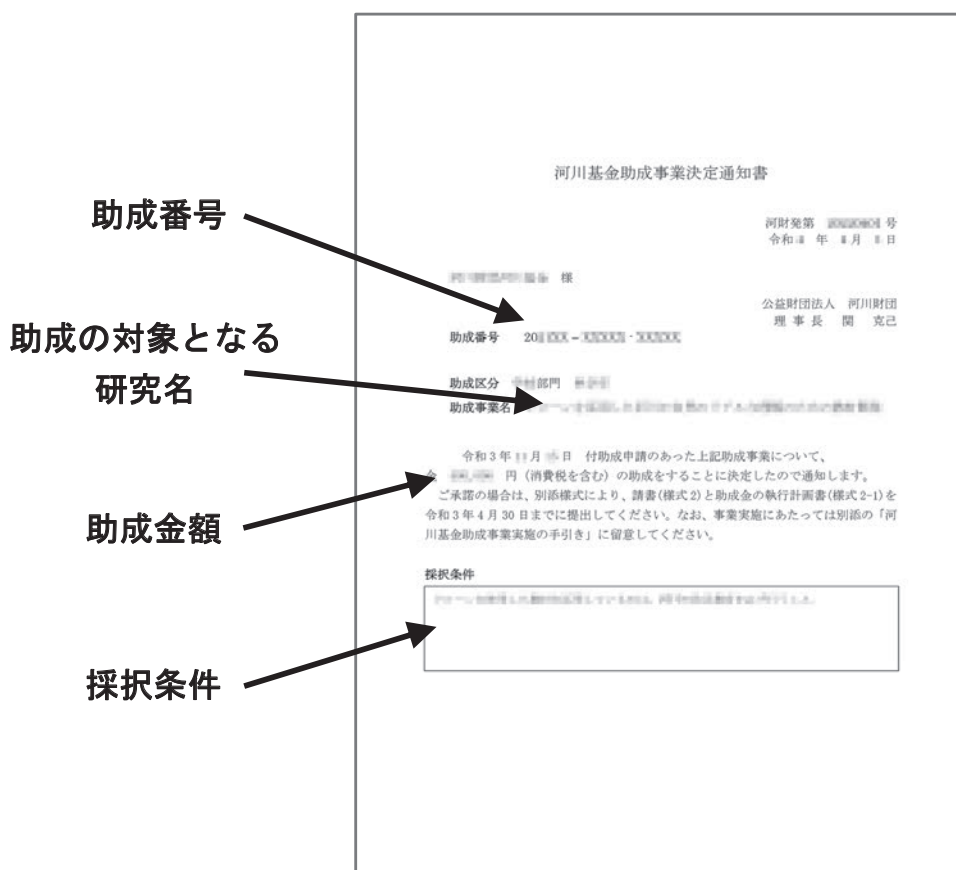 河川基金助成事業決定通知書
助成番号
河財発第 号
令和 年 月 日
様
公益財団法人 河川財団
理事長 関 克己
助成番号 20
助成の対象となる
研究名
助成区分 部門
助成事業名
令和3年11月 日 付助成申請のあった上記助成事業について、
円(消費税を含む)の助成をすることに決定したので通知します。
ご承諾の場合は、別添様式により、請書(様式2)と助成金の執行計画書(様式2-1)を
令和3年4月30日までに提出してください。なお、事業実施にあたっては別添の「河
川基金助成事業実施の手引き」に留意してください。
助成金額
採択条件
採択条件